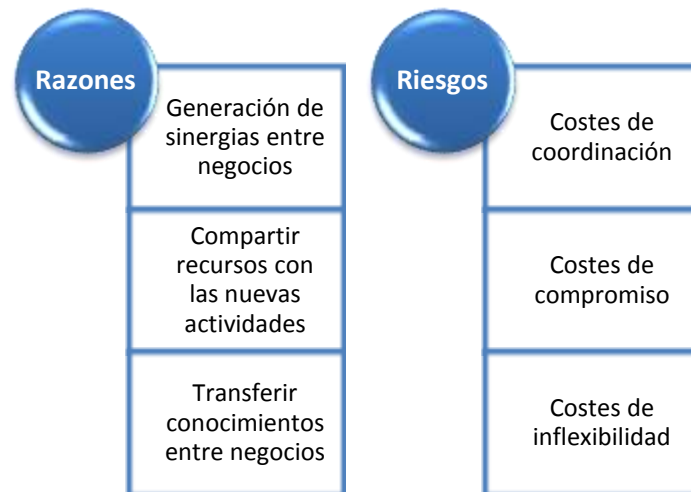 Razones
Generación de
sinergias entre
negocios
Compartir
recursos con
las nuevas
actividades
Transferir
conocimientos
entre negocios
Riesgos
Costes de
coordinación
Costes de
compromiso
Costes de
inflexibilidad